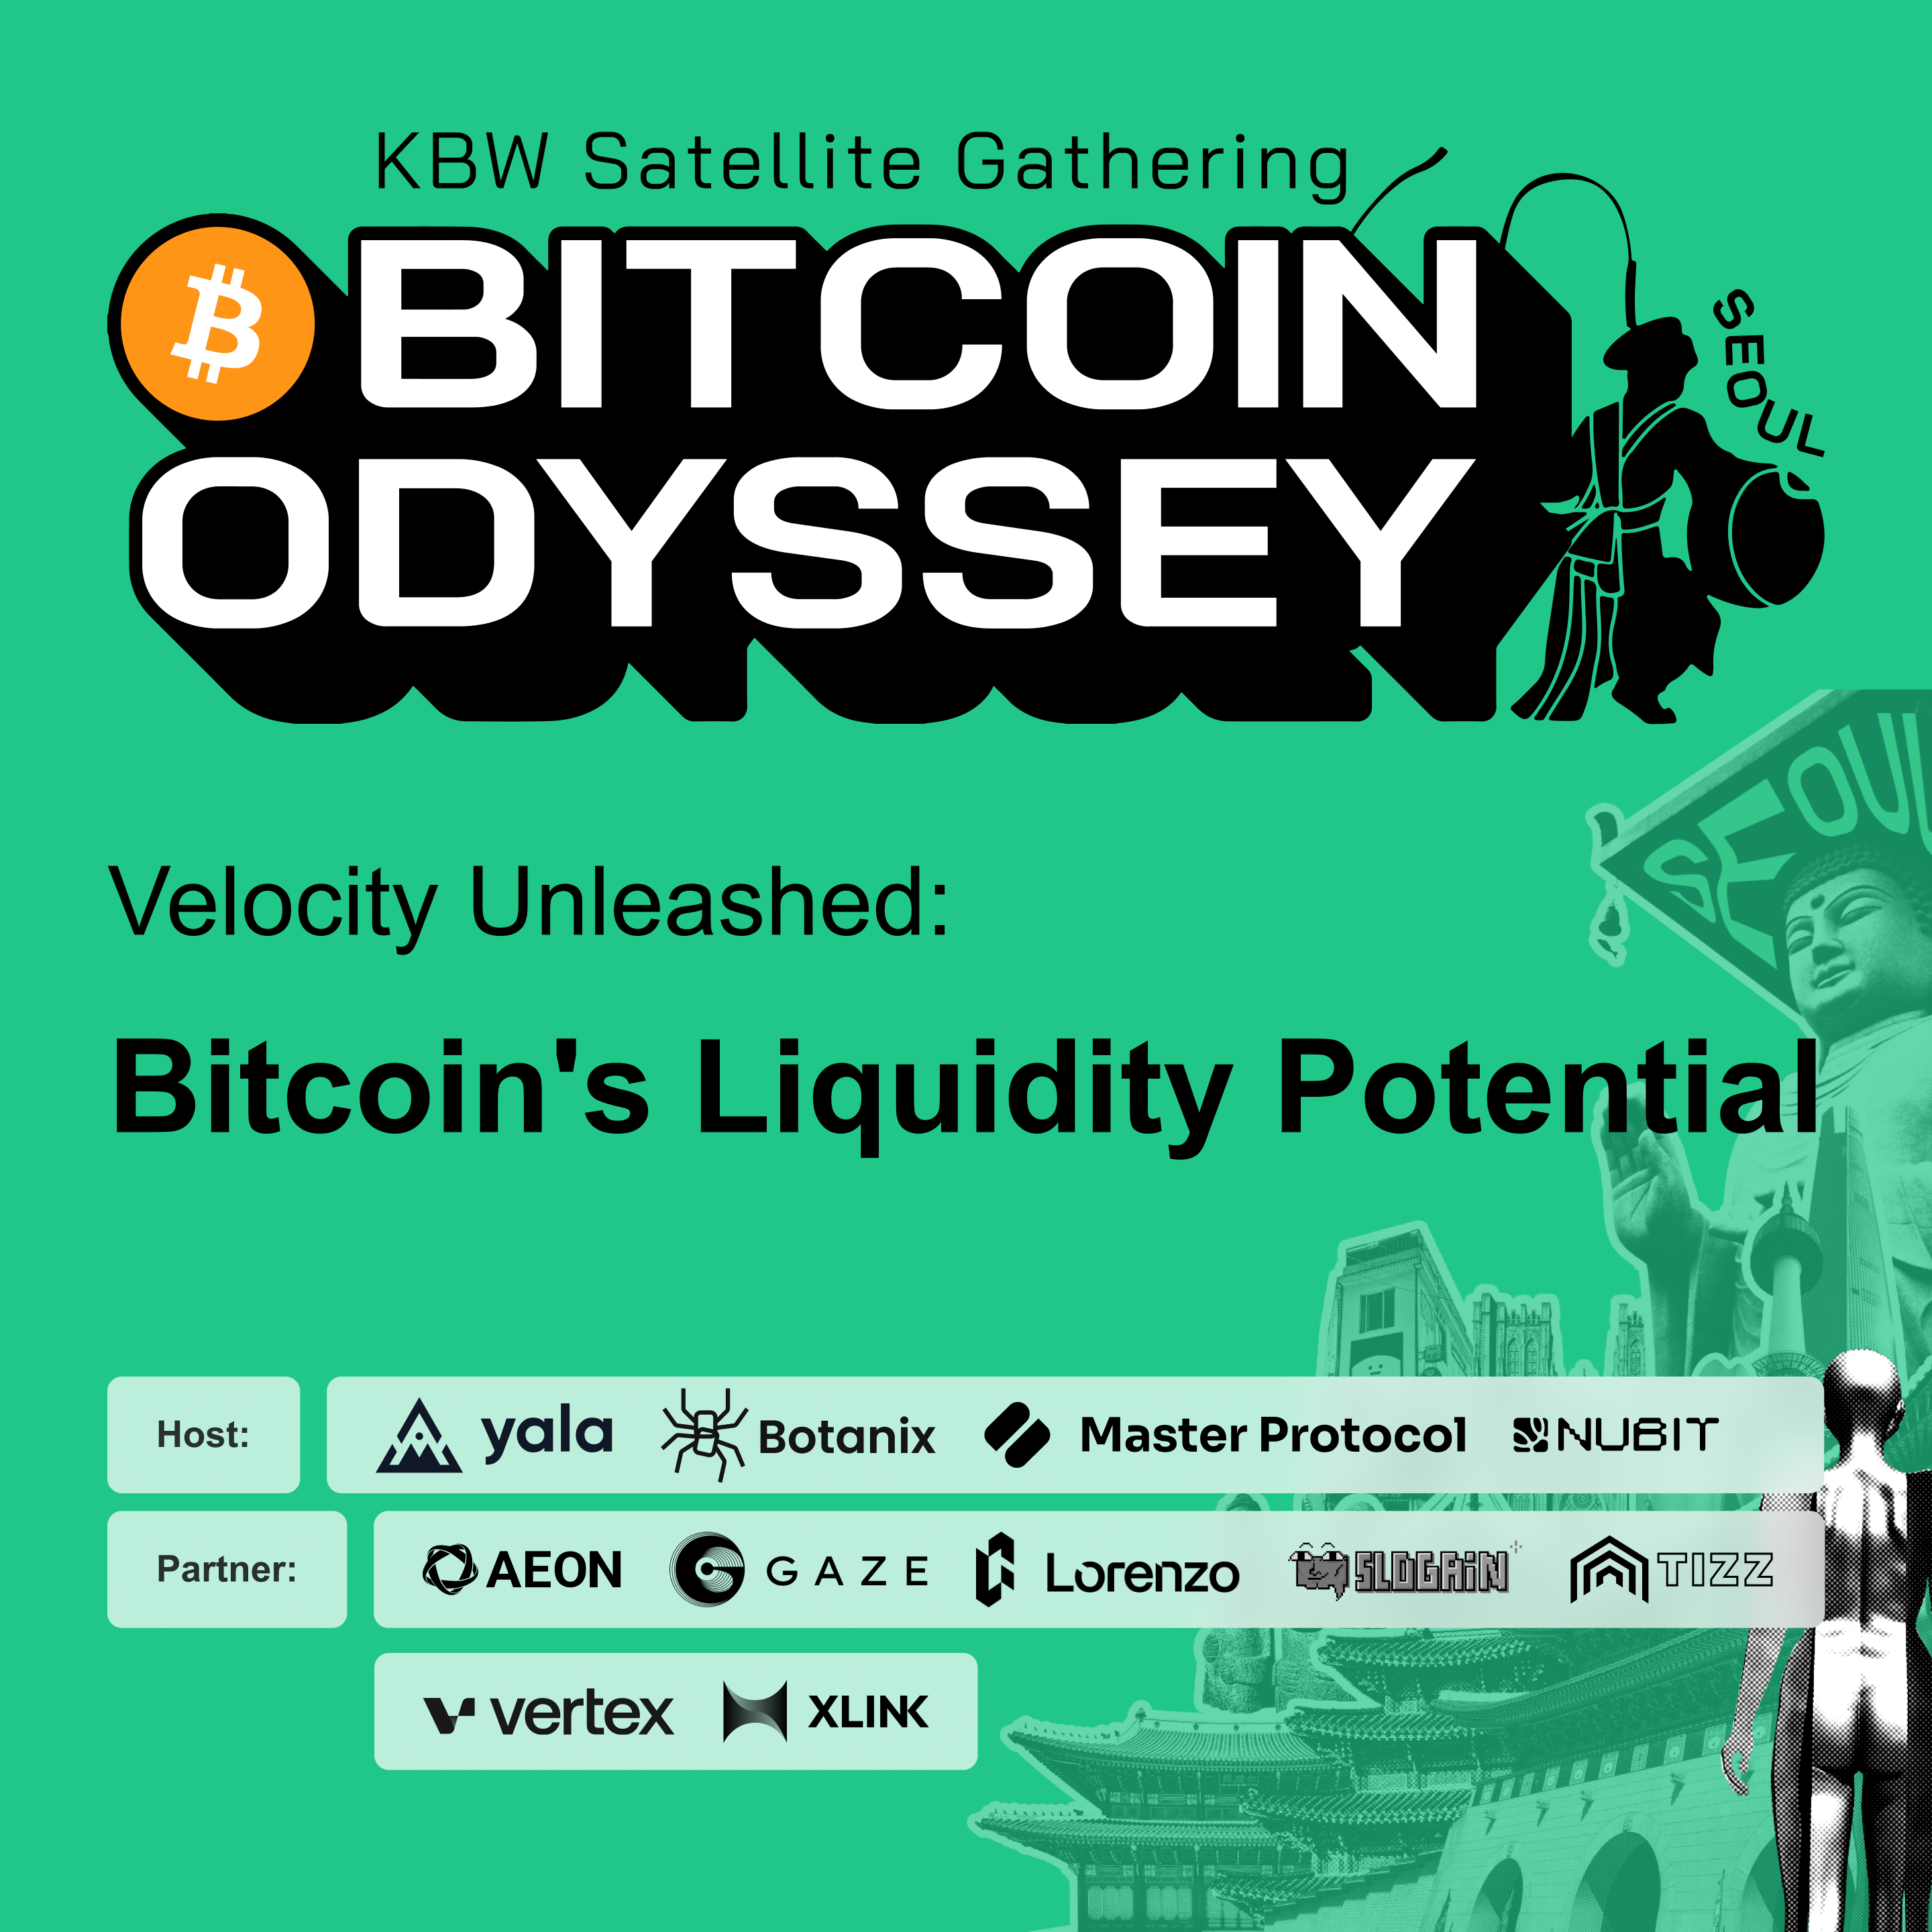 KBW Satellite Gathering
BITCOIN
ODYSSEY
SEOUL
SEOUL
Velocity Unleashed:
Bitcoin's Liquidity Potential
Host:
yala Botanix Master Protocol NUBIT
Partner:
AEON GAZE Lorenzo SLOGAiN TIZZ
vertex XLINK